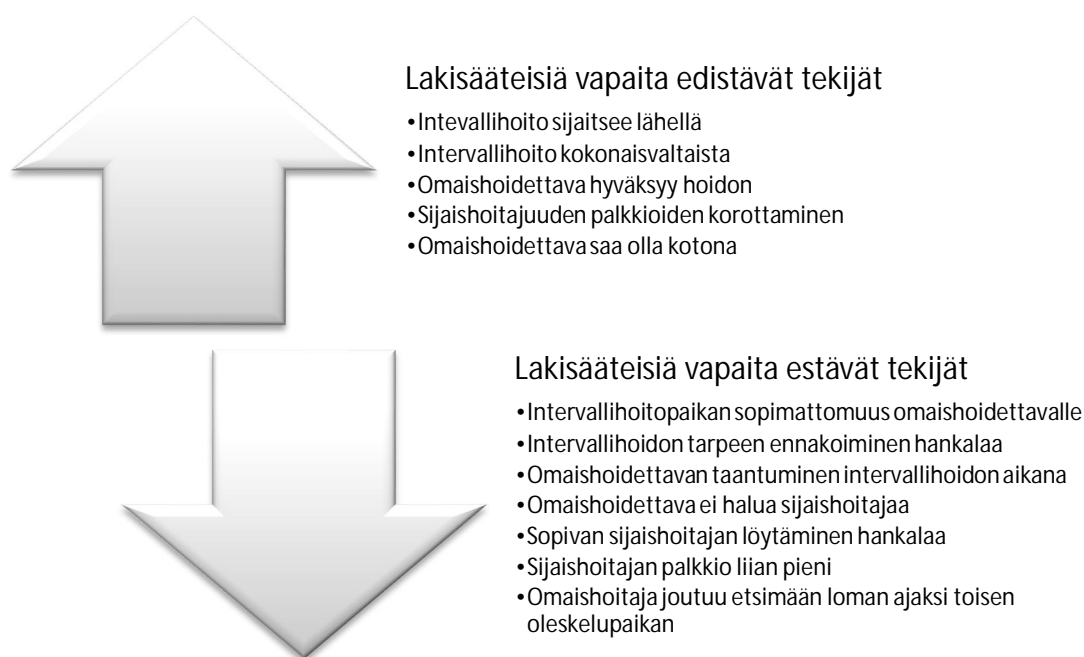 Lakisääteisiä vapaita edistävät tekijät
•Intevallihoito sijaitsee lähellä
•Intervallihoito kokonaisvaltaista
•Omaishoidettava hyväksyy hoidon
•Sijaishoitajuuden palkkioiden korottaminen
•Omaishoidettava saa olla kotona
Lakisääteisiä vapaita estävät tekijät
•Intervallihoitopaikan sopimattomuus omaishoidettavalle
•Intervallihoidon tarpeen ennakoiminen hankalaa
•Omaishoidettavan taantuminen intervallihoidon aikana
•Omaishoidettava ei halua sijaishoitajaa
•Sopivan sijaishoitajan löytäminen hankalaa
•Sijaishoitajan palkkio liian pieni
•Omaishoitaja joutuu etsimään loman ajaksi toisen
oleskelupaikan